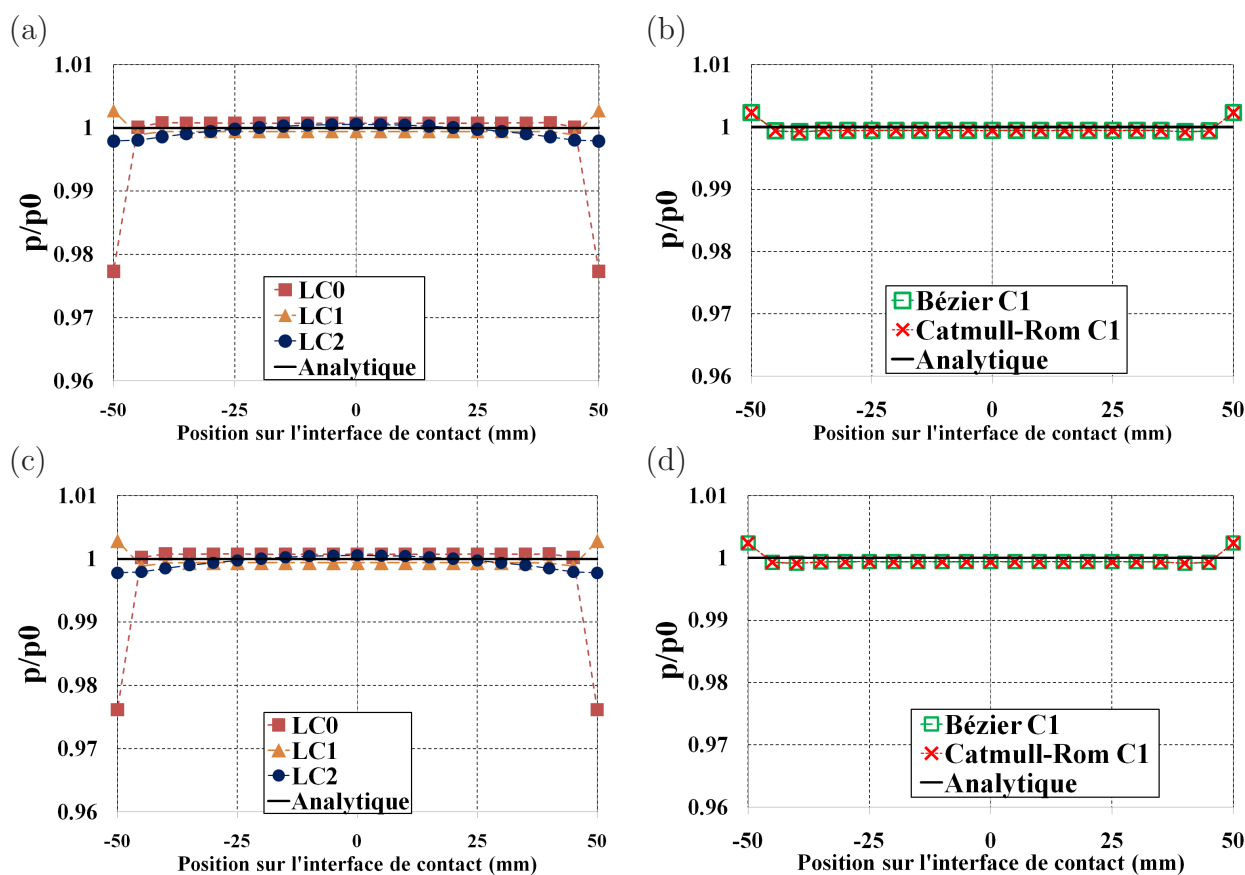 (a)
1.01
1
0.99
0.98
0.97
0.96
p/p0
LC0
LC1
LC2
Analytique
-50 -25 0 25 50
Position sur l'interface de contact (mm)
(b)
1.01
1
0.99
0.98
0.97
0.96
p/p0
Bézier C1
Catmull-Rom C1
Analytique
-50 -25 0 25 50
Position sur l'interface de contact (mm)
(c)
1.01
1
0.99
0.98
0.97
0.96
p/p0
LC0
LC1
LC2
Analytique
-50 -25 0 25 50
Position sur l'interface de contact (mm)
(d)
1.01
1
0.99
0.98
0.97
0.96
p/p0
Bézier C1
Catmull-Rom C1
Analytique
-50 -25 0 25 50
Position sur l'interface de contact (mm)